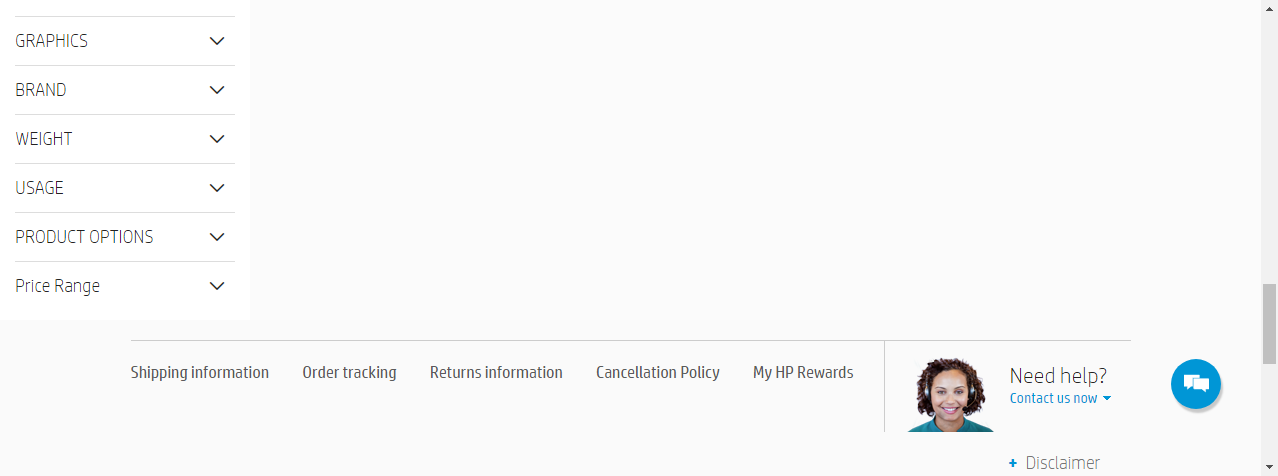 GRAPHICS
BRAND
WEIGHT
USAGE
PRODUCT OPTIONS
Price Range
Shipping information Order tracking Returns information Cancellation Policy My HP Rewards
Need help?
Contact us now
Disclaimer